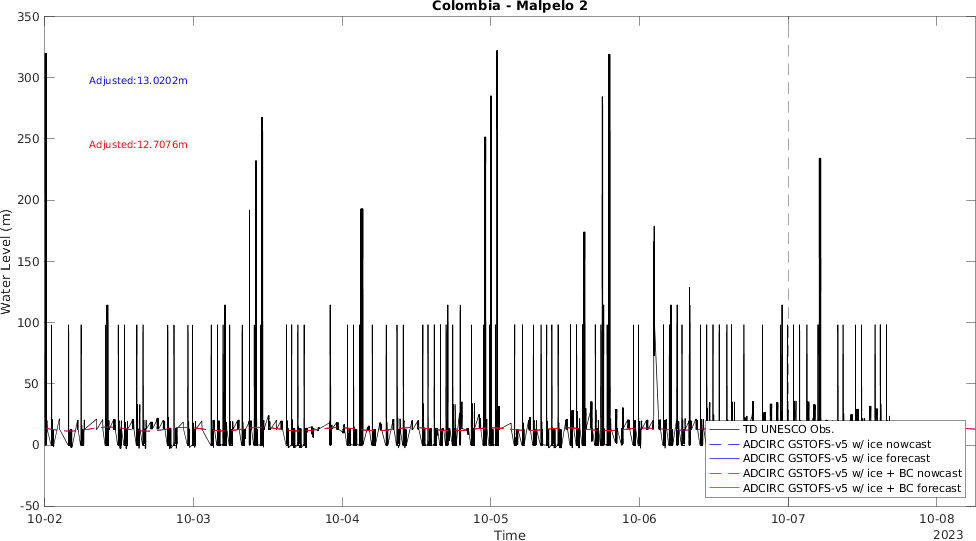 Colombia - Malpelo 2
350
300
250
200
150
100
50
0
-50
Water Level (m)
Adjusted:13.0202m
Adjusted:12.7076m
TD UNESCO Obs.
ADCIRC GSTOFS-v5 w/ ice nowcast
ADCIRC GSTOFS-v5 w/ ice forecast
ADCIRC GSTOFS-v5 w/ ice + BC nowcast
ADCIRC GSTOFS-v5 w/ ice + BC forecast
10-02 10-03 10-04 10-05 10-06 10-07 10-08
Time
2023